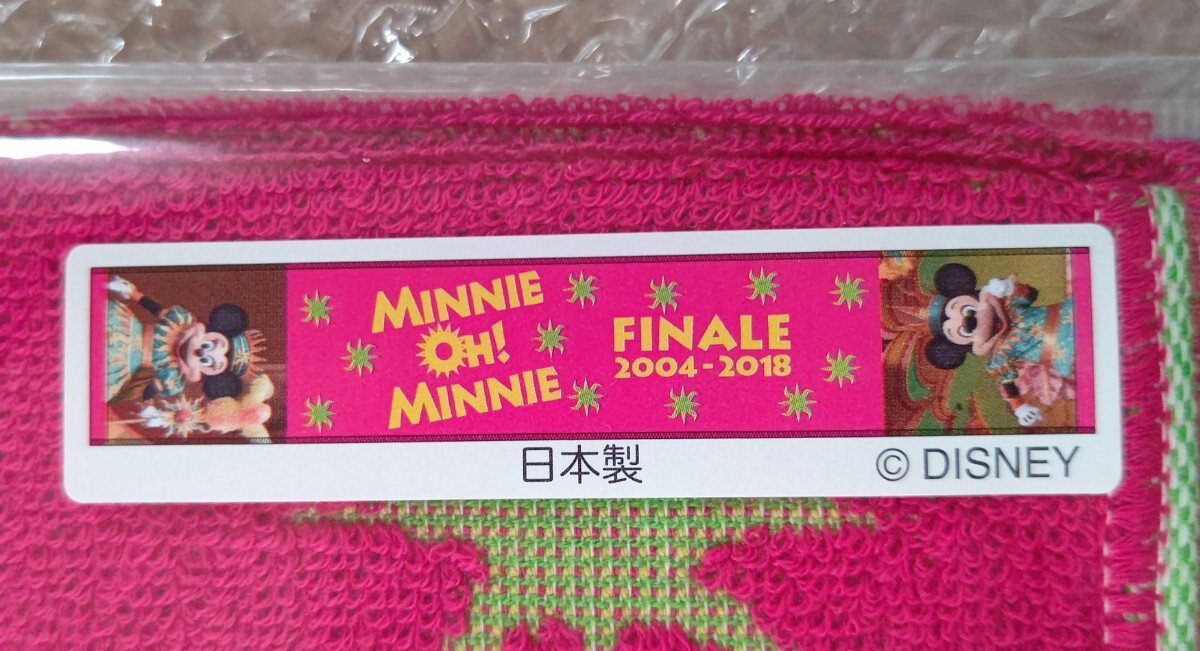 MINNIE
OH!
MINNIE
FINALE
2004-2018
日本製
© DISNEY